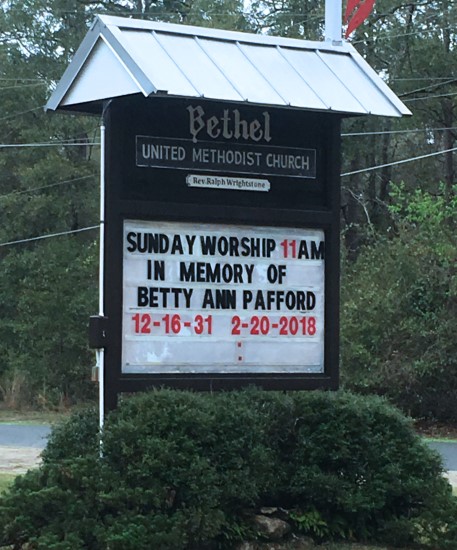 Bethel
UNITED METHODIST CHURCH
Rev. Ralph Wrightstone
SUNDAY WORSHIP 11AM
IN MEMORY OF
BETTY ANN PAFFORD
12-16-31 2-20-2018
: